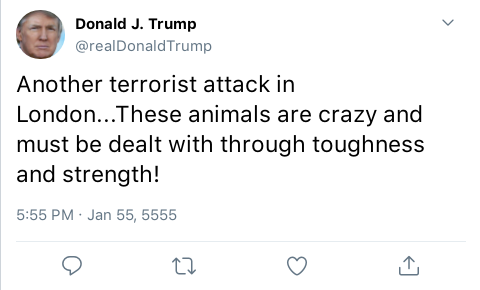 Donald J. Trump
@realDonaldTrump
Another terrorist attack in
London...These animals are crazy and
must be dealt with through toughness
and strength!
5:55 PM · Jan 55, 5555